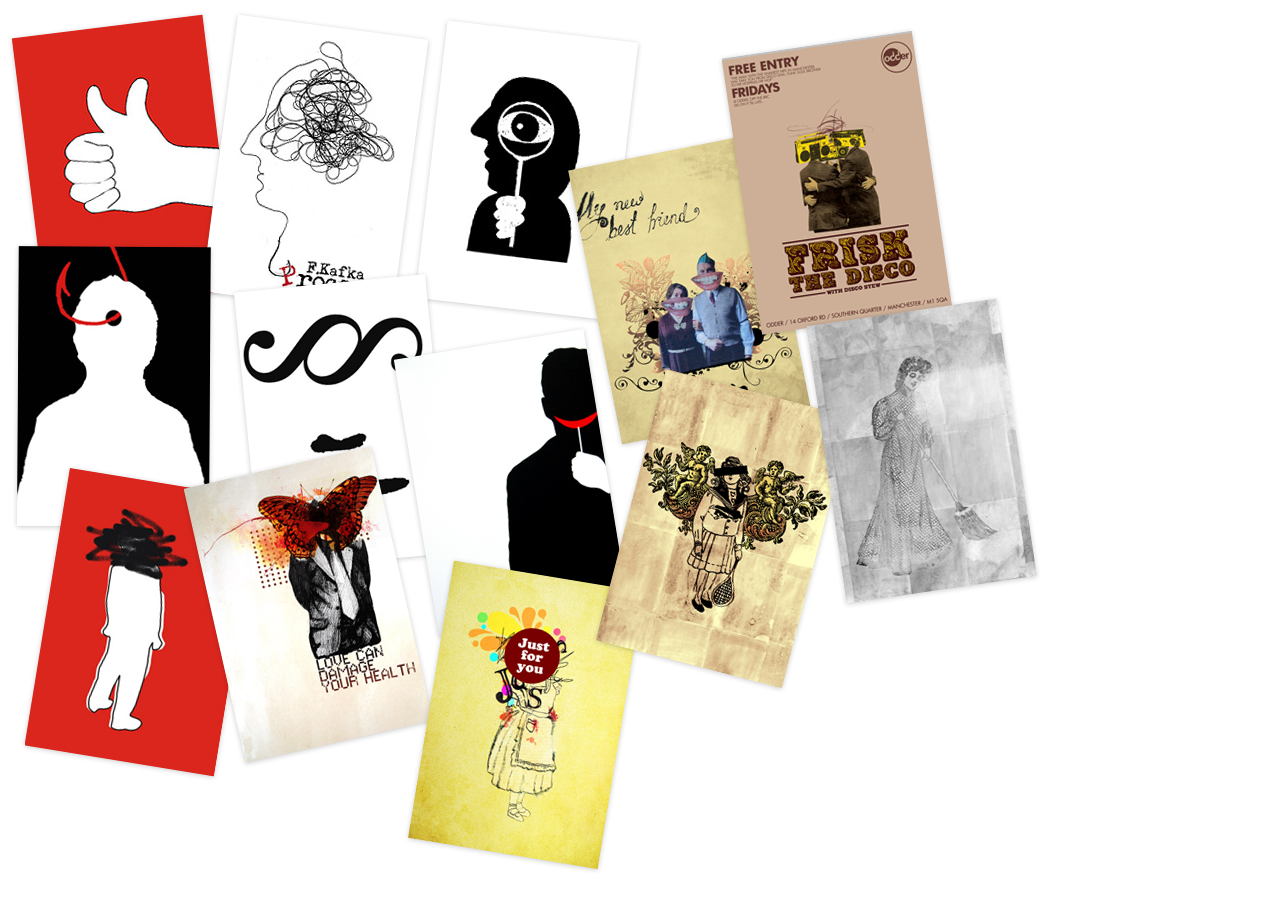 F.Kafka
Proce
My new
best friend
odder
FREE ENTRY
FRIDAYS
FRISK
THE DISCO
WITH DISCO STEW
ODDER / 14 OXFORD RD / SOUTHERN QUARTER / MANCHESTER / M1 5QA
LOVE CAN
DAMAGE
YOUR HEALTH
Just
for
you